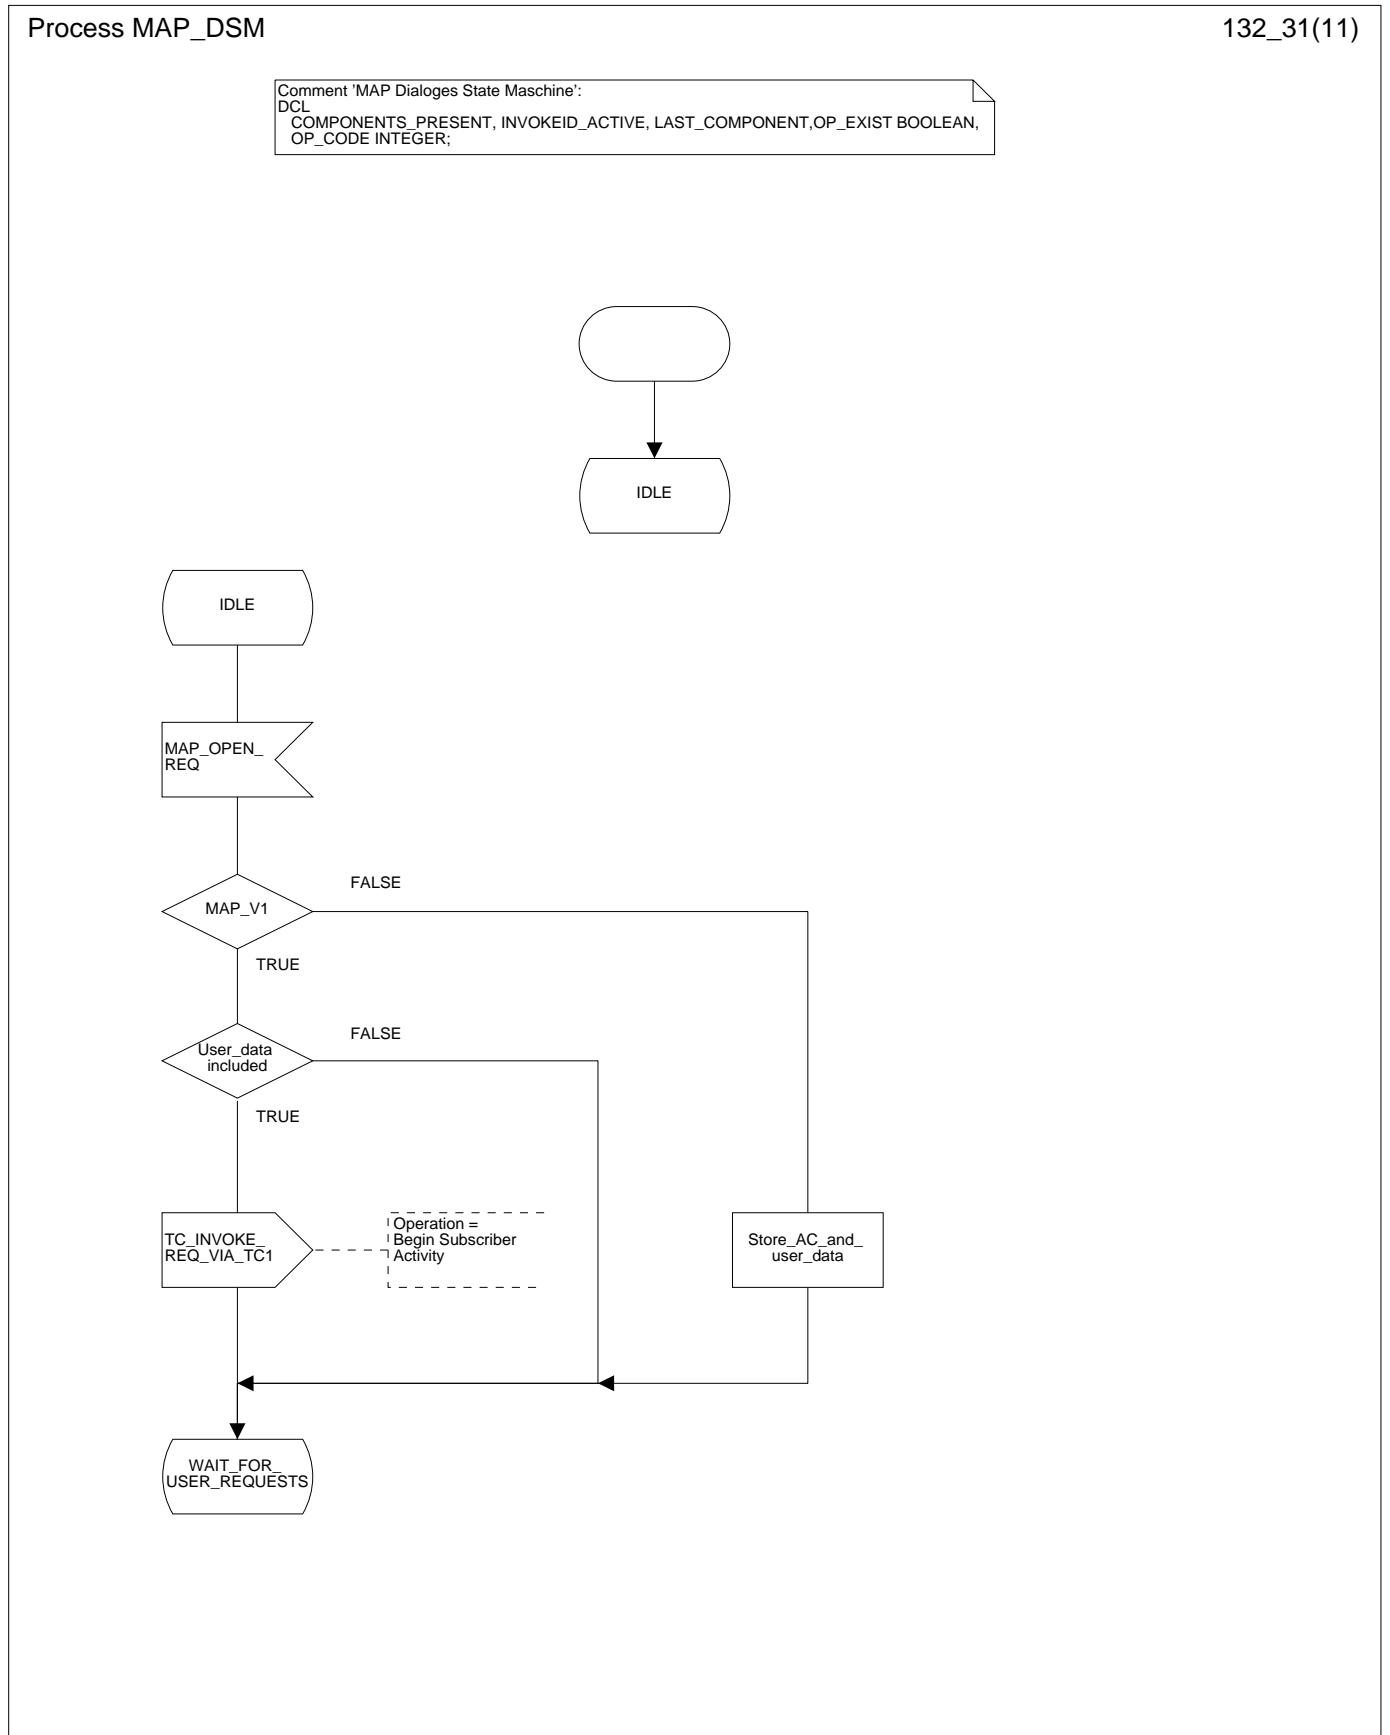 Process MAP_DSM
132_31(11)
Comment 'MAP Dialoges State Maschine':
DCL
COMPONENTS_PRESENT, INVOKEID_ACTIVE, LAST_COMPONENT,OP_EXIST BOOLEAN,
OP_CODE INTEGER;
IDLE
IDLE
MAP_OPEN_
REQ
MAP_V1
FALSE
TRUE
User_data
included
FALSE
TRUE
TC_INVOKE_
REQ_VIA_TC1
Operation =
Begin Subscriber
Activity
Store_AC_and_
user_data
WAIT_FOR_
USER_REQUESTS